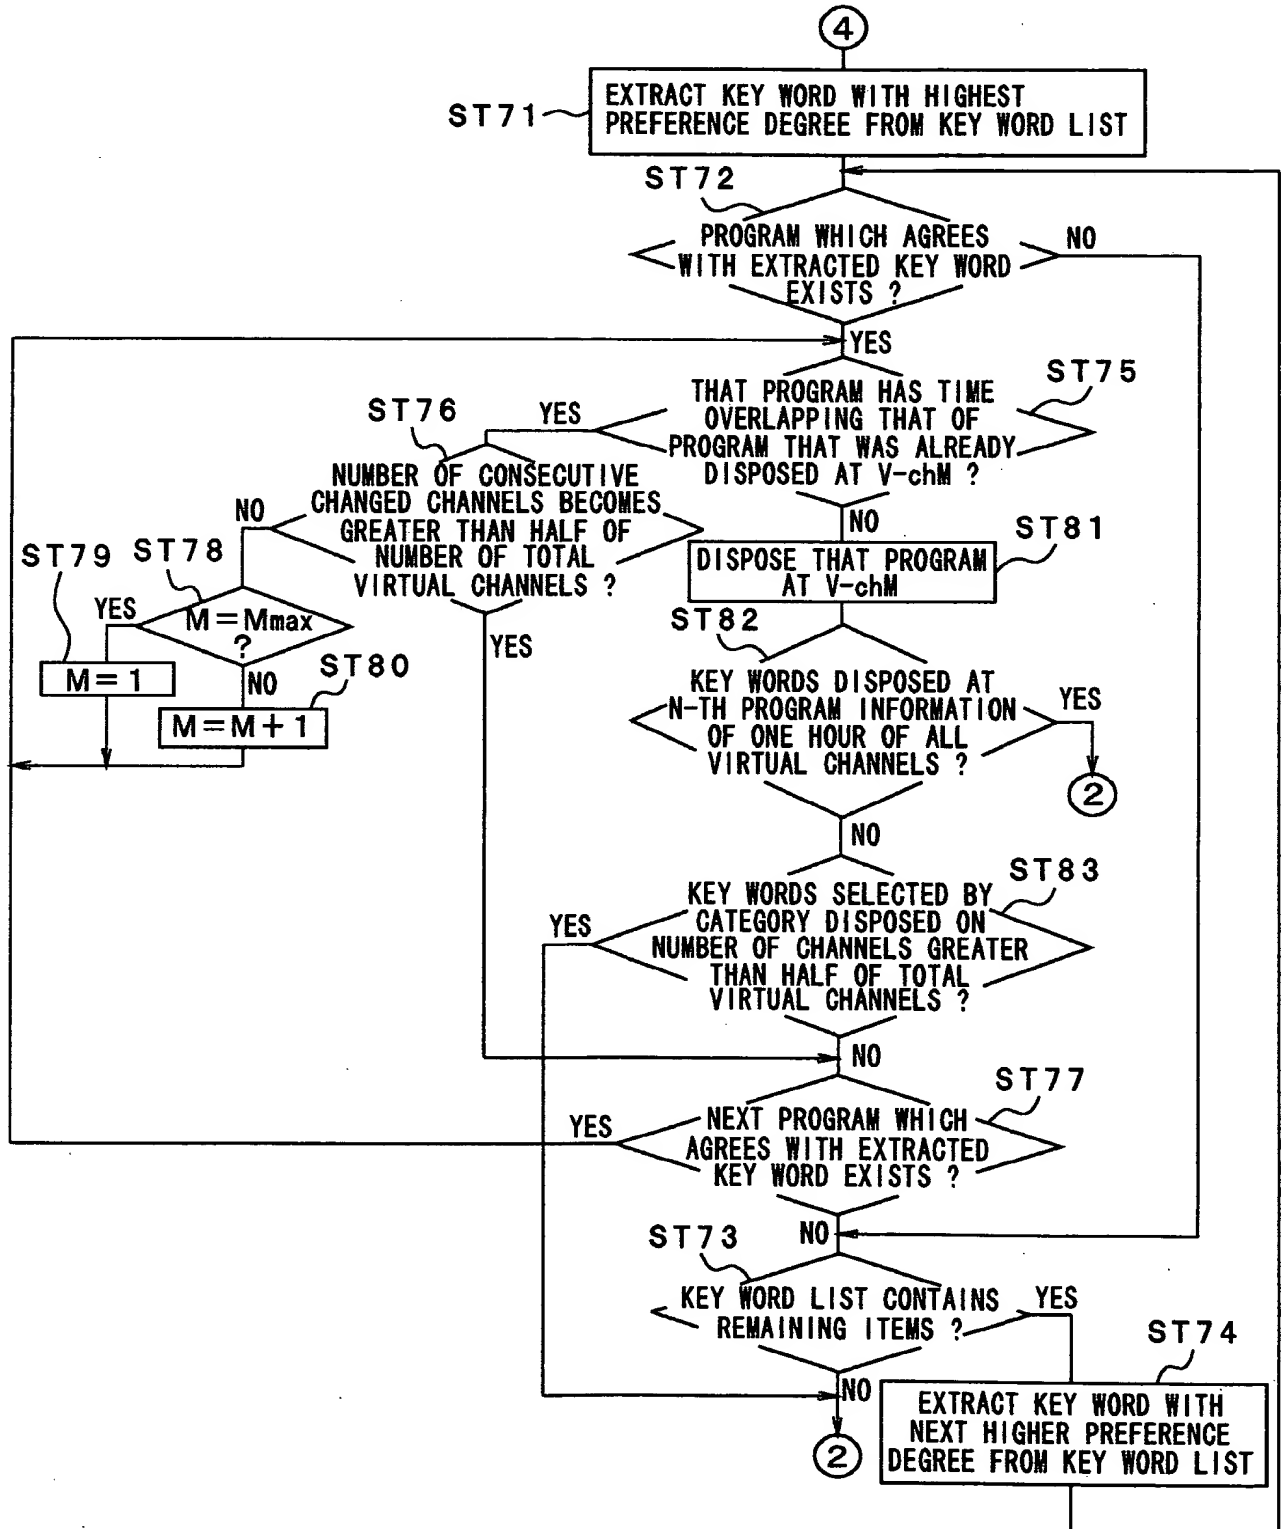 4
EXTRACT KEY WORD WITH HIGHEST
PREFERENCE DEGREE FROM KEY WORD LIST
ST71
ST72
PROGRAM WHICH AGREES
WITH EXTRACTED KEY WORD
EXISTS ?
NO
YES
ST75
THAT PROGRAM HAS TIME
OVERLAPPING THAT OF
PROGRAM THAT WAS ALREADY
DISPOSED AT V-chM ?
YES
NO
ST76
NUMBER OF CONSECUTIVE
CHANGED CHANNELS BECOMES
GREATER THAN HALF OF
NUMBER OF TOTAL
VIRTUAL CHANNELS ?
NO
YES
ST79
ST78
M=Mmax
?
YES
NO
M=1
ST80
M=M+1
ST81
DISPOSE THAT PROGRAM
AT V-chM
ST82
KEY WORDS DISPOSED AT
N-TH PROGRAM INFORMATION
OF ONE HOUR OF ALL
VIRTUAL CHANNELS ?
YES
2
NO
ST83
KEY WORDS SELECTED BY
CATEGORY DISPOSED ON
NUMBER OF CHANNELS GREATER
THAN HALF OF TOTAL
VIRTUAL CHANNELS ?
YES
NO
ST77
NEXT PROGRAM WHICH
AGREES WITH EXTRACTED
KEY WORD EXISTS ?
YES
NO
ST73
KEY WORD LIST CONTAINS
REMAINING ITEMS ?
YES
NO
2
ST74
EXTRACT KEY WORD WITH
NEXT HIGHER PREFERENCE
DEGREE FROM KEY WORD LIST